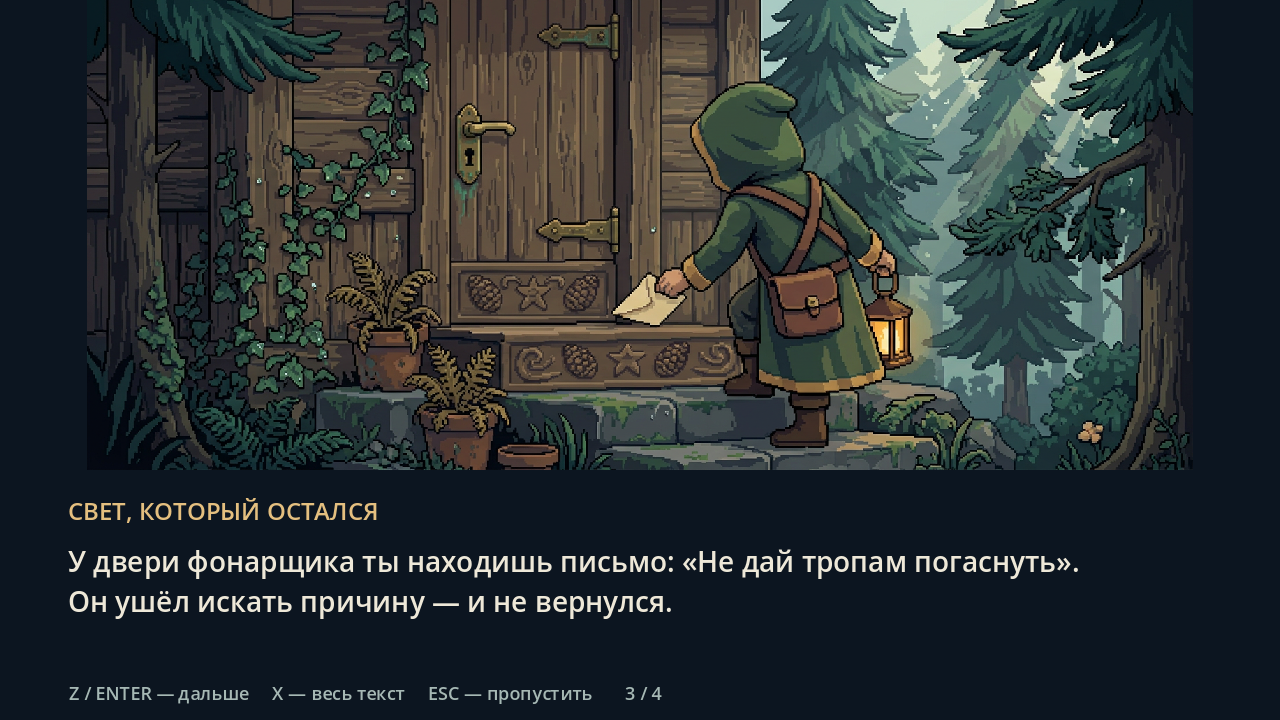 СВЕТ, КОТОРЫЙ ОСТАЛСЯ
У двери фонарщика ты находишь письмо: «Не дай тропам погаснуть».
Он ушёл искать причину — и не вернулся.
Z / ENTER — дальше X — весь текст ESC — пропустить 3 / 4